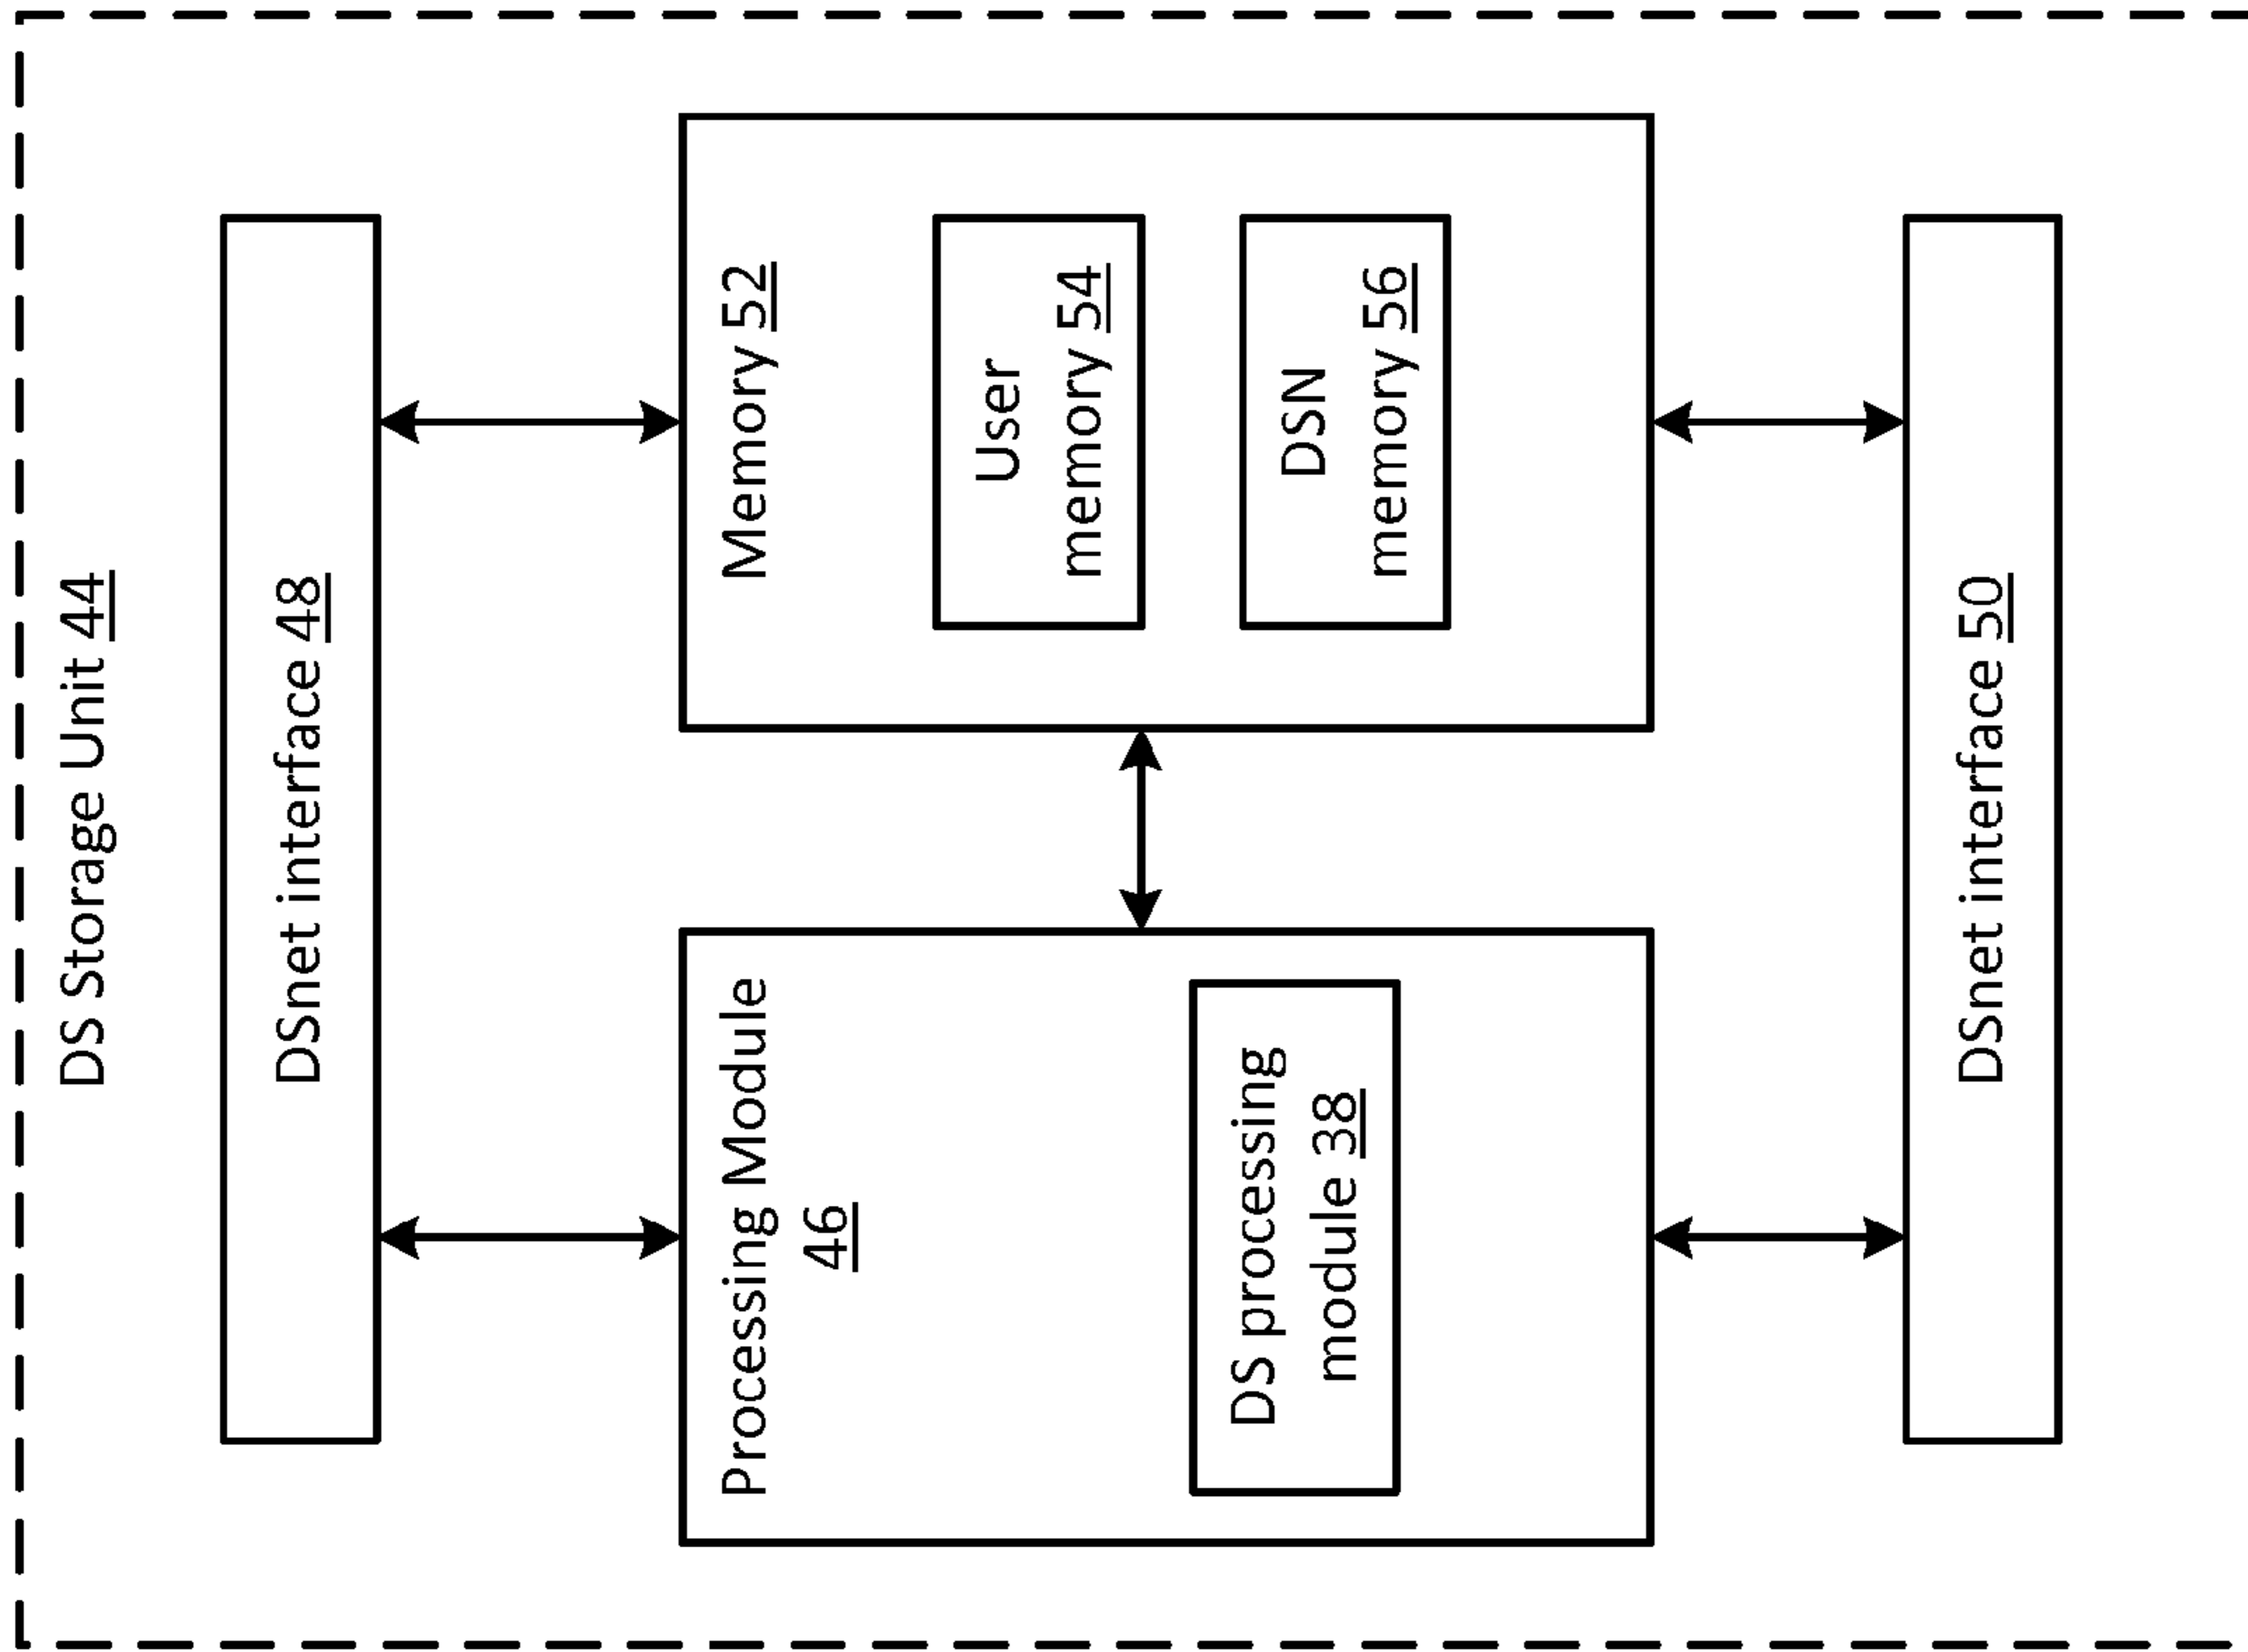 DS Storage Unit 44
DSnet interface 48
Processing Module
46
DS processing
module 38
Memory 52
User
memory 54
DSN
memory 56
DSnet interface 50